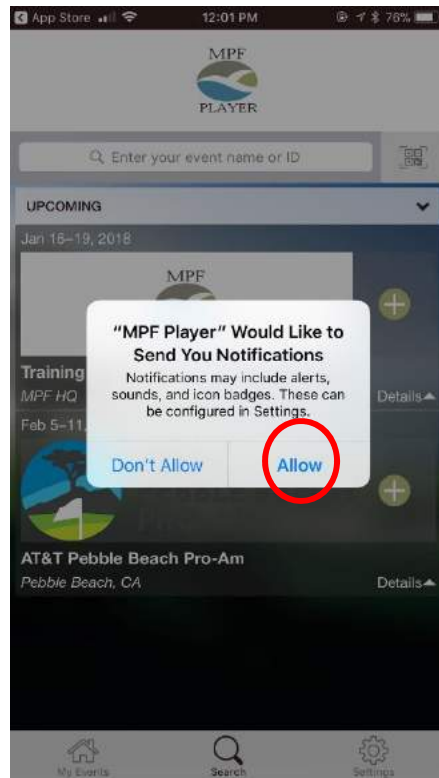 App Store 12:01 PM 76%
MPF
PLAYER
Enter your event name or ID
UPCOMING
Jan 16–19, 2018
MPF
"MPF Player" Would Like to
Send You Notifications
Notifications may include alerts,
sounds, and icon badges. These can
be configured in Settings.
Don't Allow Allow
Training
MPF HQ Details
Feb 5–11,
AT&T Pebble Beach Pro-Am
Pebble Beach, CA Details
My Events Search Settings